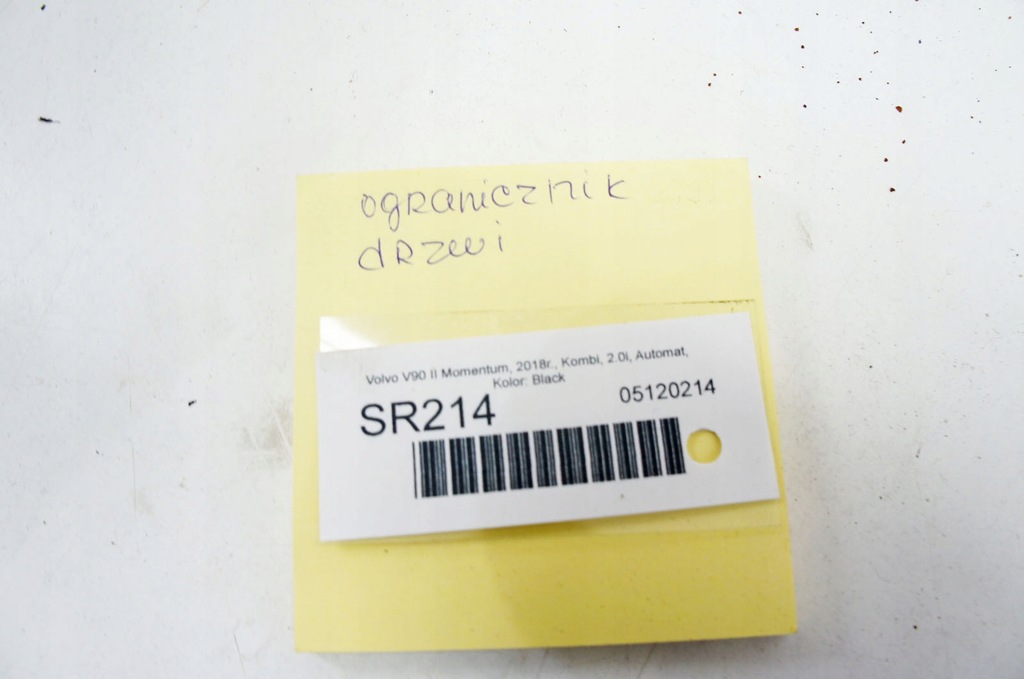 ogranicznik
drzwi
Volvo V90 II Momentum, 2018r., Kombi, 2.0i, Automat,
Kolor: Black
SR214
05120214